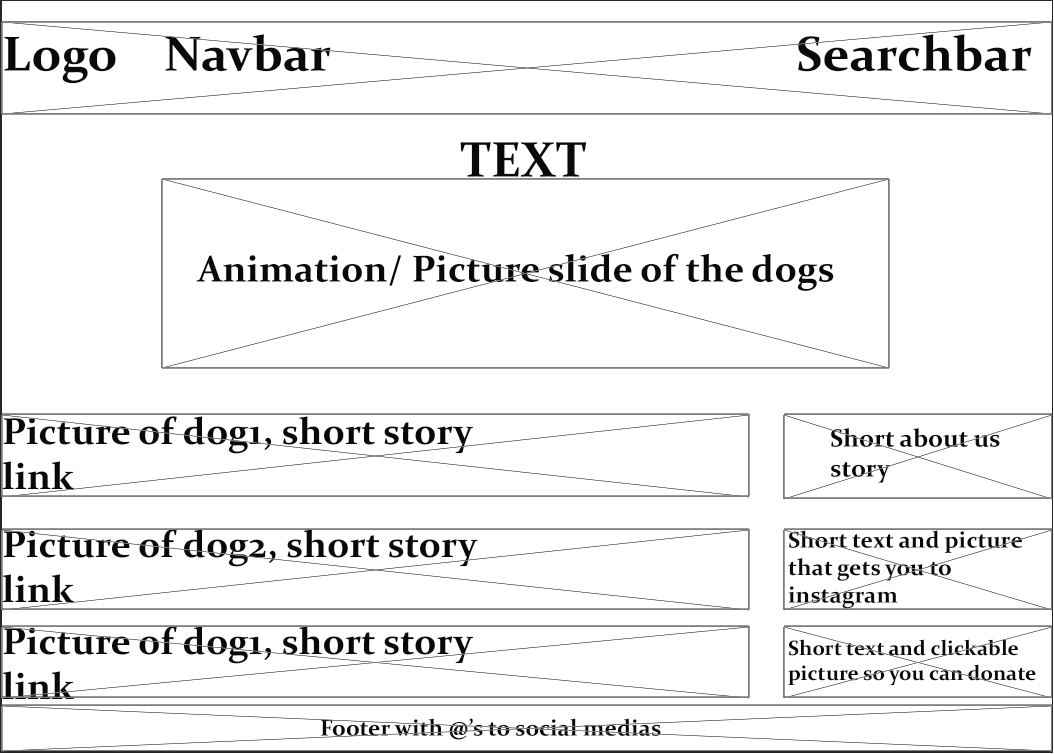 Logo Navbar Searchbar
TEXT
Animation/ Picture slide of the dogs
Picture of dog1, short story
link
Short about us
story
Picture of dog2, short story
link
Short text and picture
that gets you to
instagram
Picture of dog1, short story
link
Short text and clickable
picture so you can donate
Footer with @'s to social medias